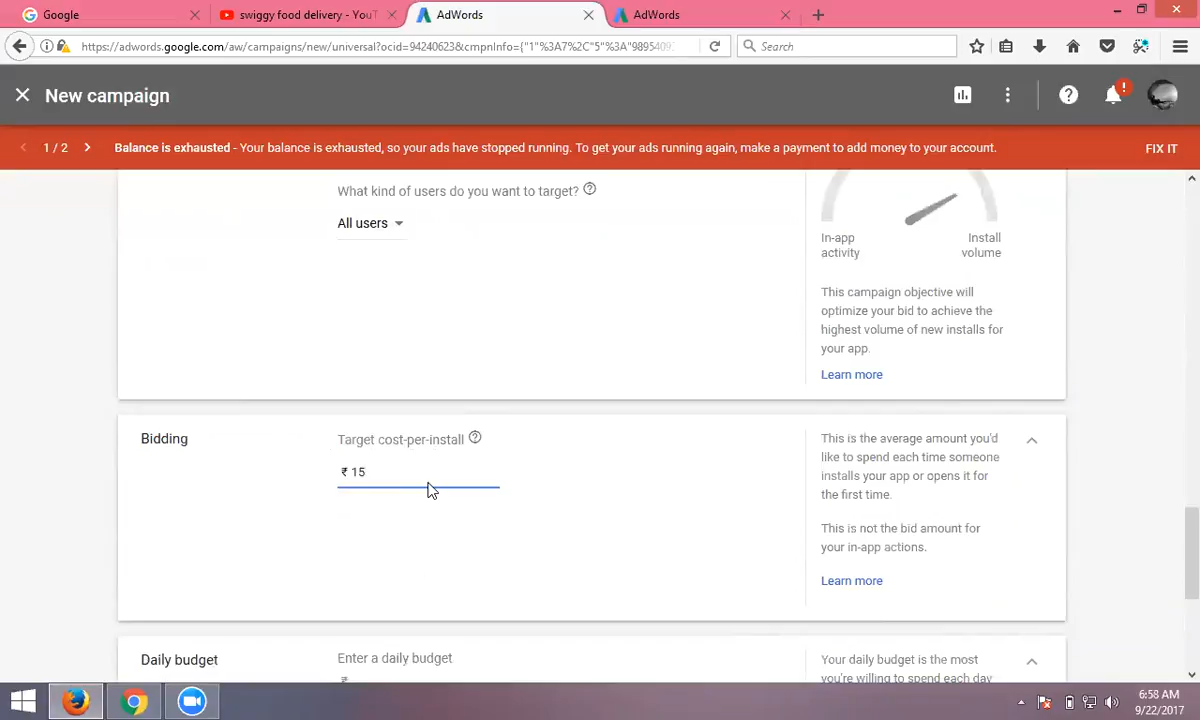 Google
swiggy food delivery - YouT
AdWords
AdWords
https://adwords.google.com/aw/campaigns/new/universal?ocid=94240623&cmpnInfo={"1"%3A7%2C"5"%3A"989540
Search
New campaign
1 / 2
Balance is exhausted - Your balance is exhausted, so your ads have stopped running. To get your ads running again, make a payment to add money to your account.
FIX IT
What kind of users do you want to target?
All users
In-app
activity
Install
volume
This campaign objective will
optimize your bid to achieve the
highest volume of new installs for
your app.
Learn more
Bidding
Target cost-per-install
₹ 15
This is the average amount you'd
like to spend each time someone
installs your app or opens it for
the first time.
This is not the bid amount for
your in-app actions.
Learn more
Daily budget
Enter a daily budget
₹
Your daily budget is the most
you're willing to spend each day
6:58 AM
9/22/2017